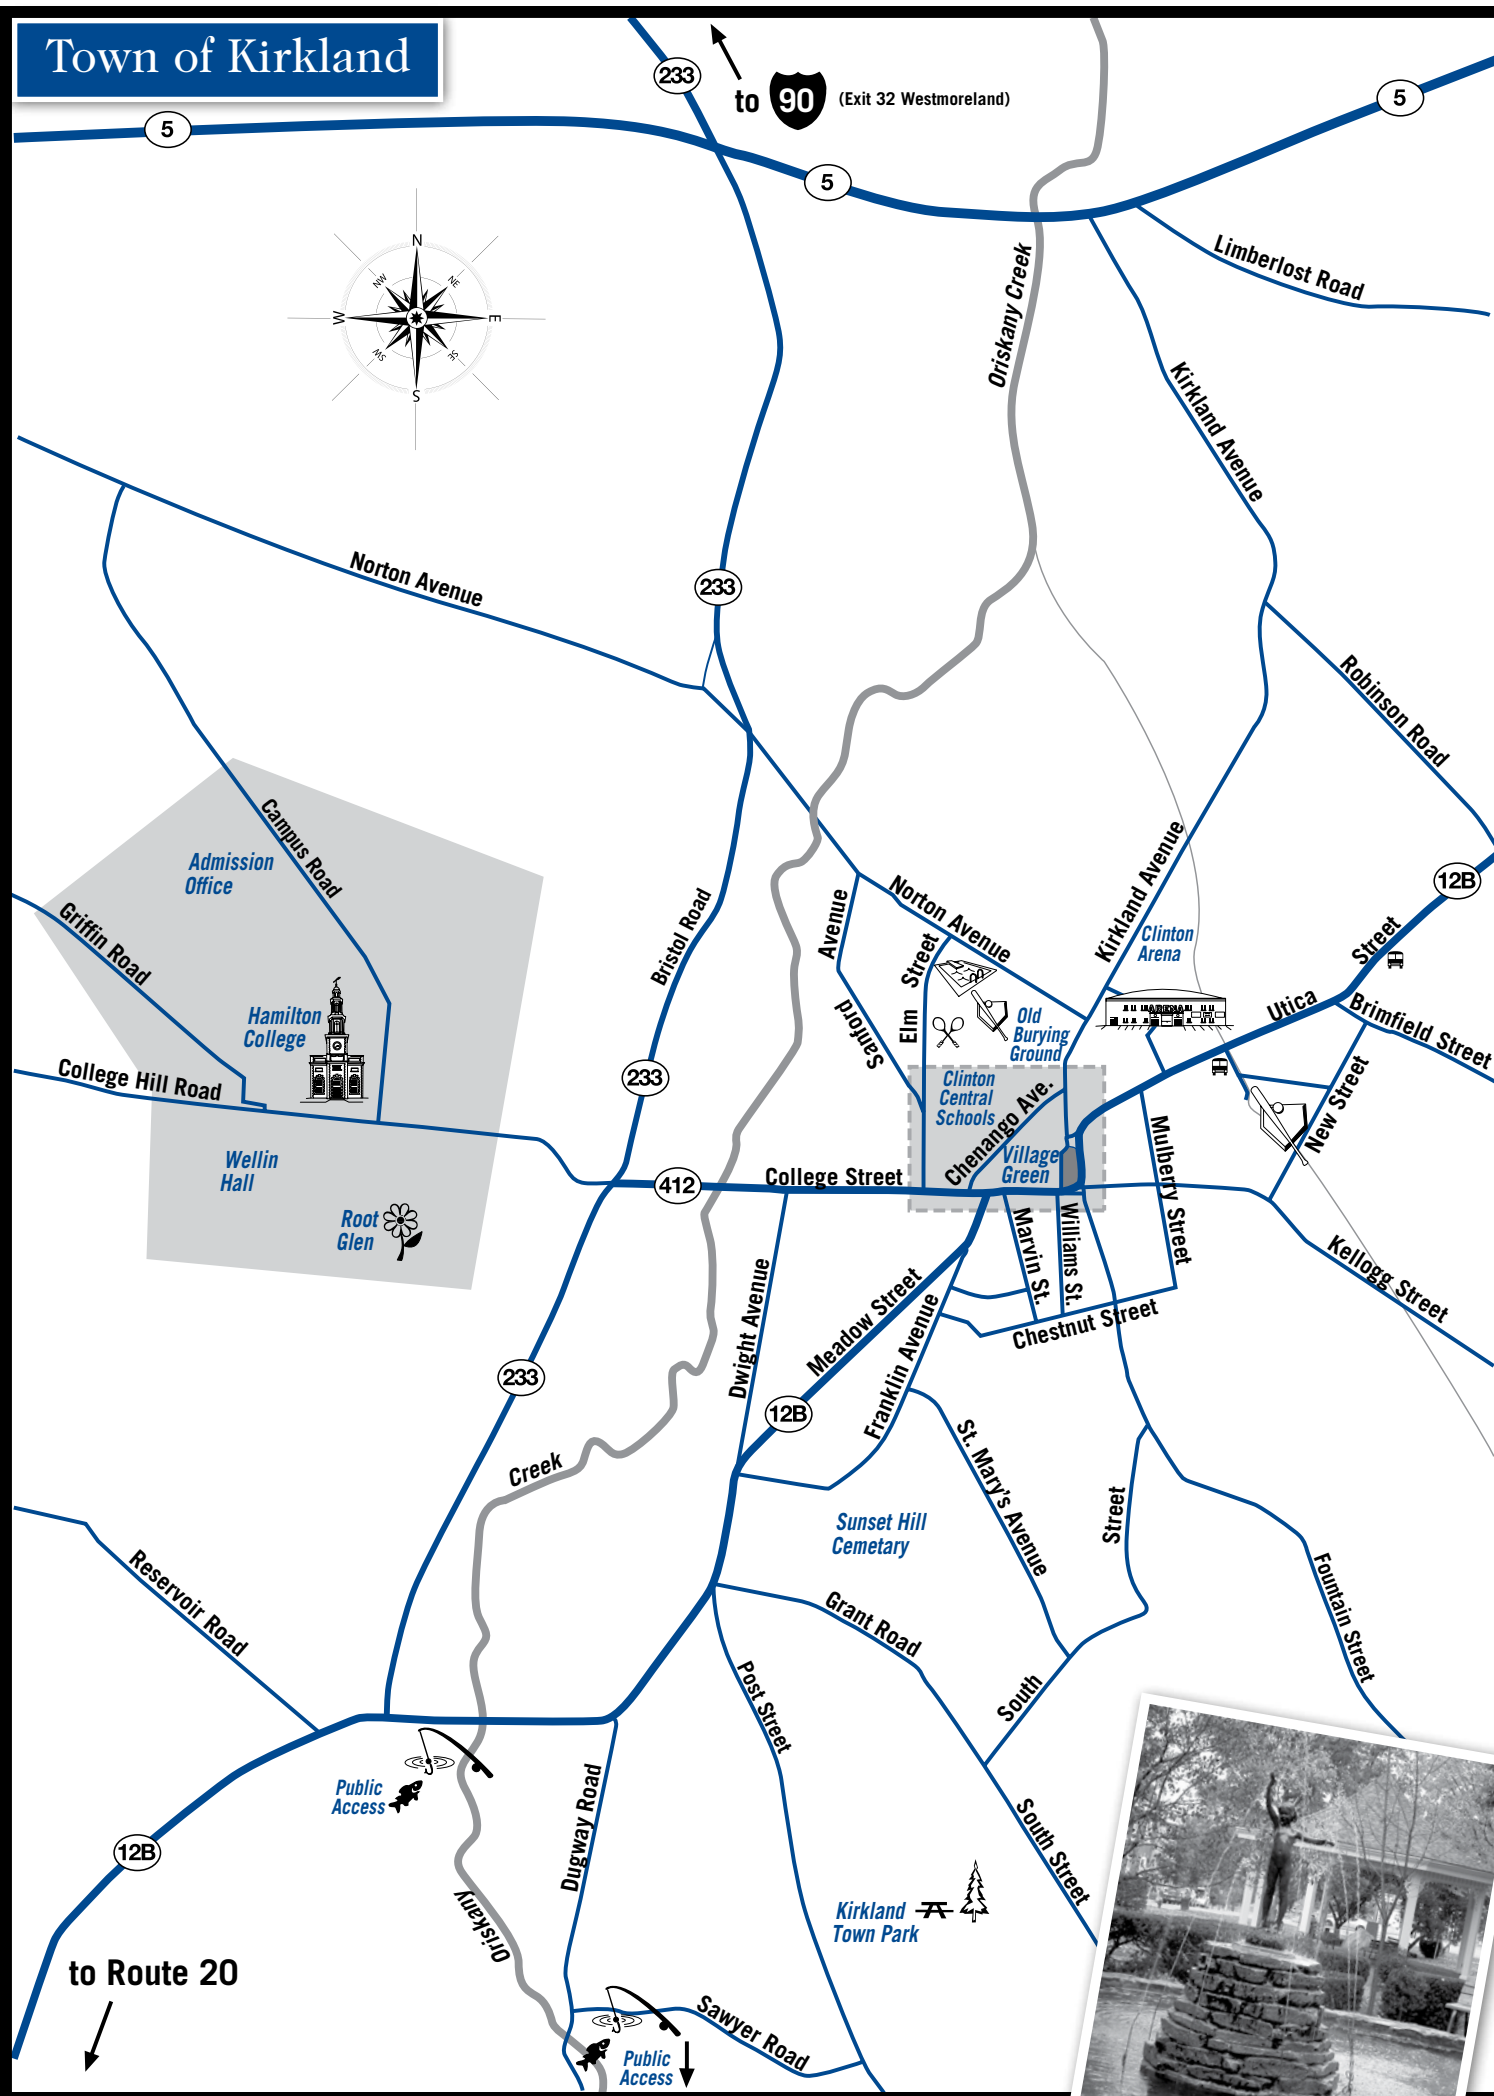 Town of Kirkland
233
to 90 (Exit 32 Westmoreland)
5
5
5
Limberlost Road
Oriskany Creek
N
NE
E
SE
S
SW
W
NW
Kirkland Avenue
Norton Avenue
233
Robinson Road
Campus Road
Admission
Office
Griffin Road
Hamilton
College
College Hill Road
Wellin
Hall
Root
Glen
Bristol Road
233
Sanford
Avenue
Norton Avenue
Elm
Street
Kirkland Avenue
Clinton
Arena
ARENA
12B
Utica
Street
Brimfield Street
New Street
Old
Burying
Ground
Clinton
Central
Schools
Chenango Ave.
Village
Green
412
College Street
Mulberry Street
Marvin St.
Williams St.
Chestnut Street
Kellogg Street
Dwight Avenue
Meadow Street
Franklin Avenue
233
12B
Creek
St. Mary's Avenue
Sunset Hill
Cemetary
Street
Fountain Street
Reservoir Road
Grant Road
Post Street
South
Public
Access
Dugway Road
South Street
12B
Oriskany
Kirkland
Town Park
to Route 20
Sawyer Road
Public
Access